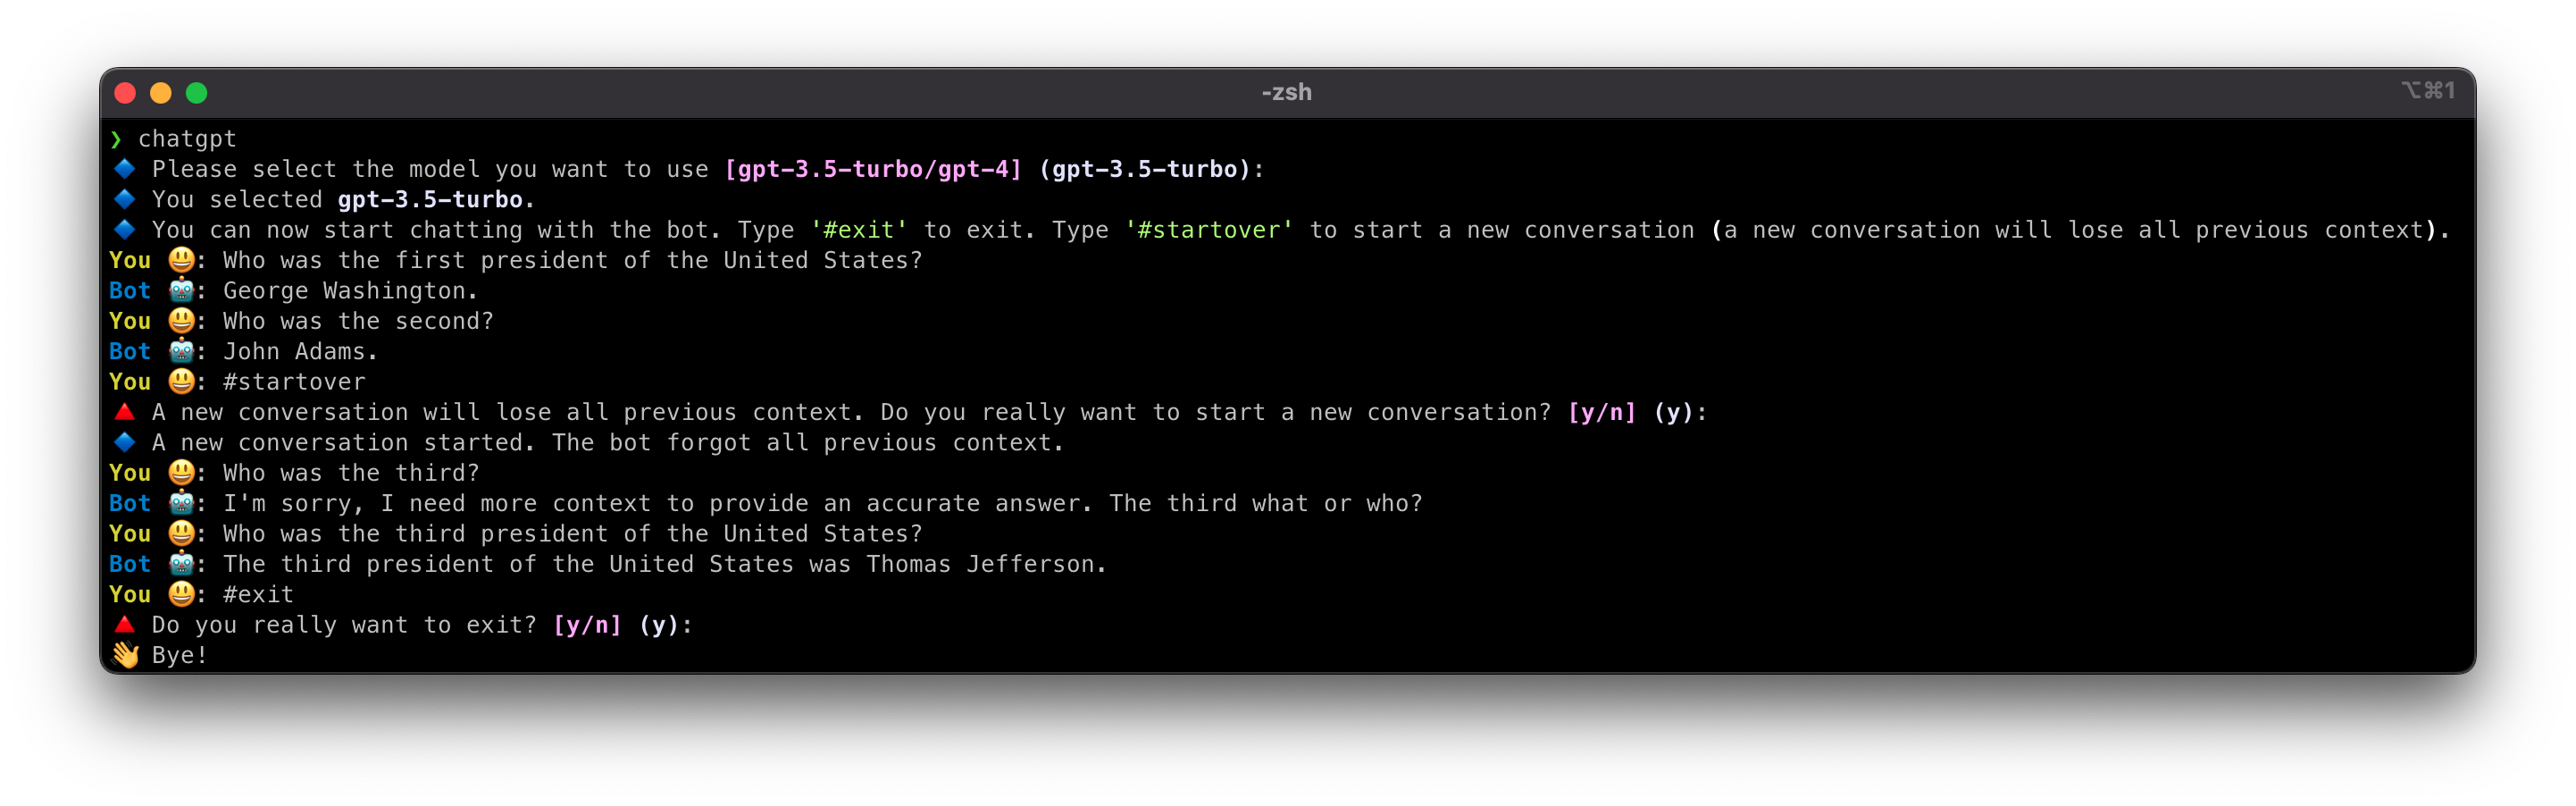 -zsh ⌥⌘1
❯ chatgpt
🔷 Please select the model you want to use [gpt-3.5-turbo/gpt-4] (gpt-3.5-turbo):
🔷 You selected gpt-3.5-turbo.
🔷 You can now start chatting with the bot. Type '#exit' to exit. Type '#startover' to start a new conversation (a new conversation will lose all previous context).
You 😃: Who was the first president of the United States?
Bot 🤖: George Washington.
You 😃: Who was the second?
Bot 🤖: John Adams.
You 😃: #startover
🔺 A new conversation will lose all previous context. Do you really want to start a new conversation? [y/n] (y):
🔷 A new conversation started. The bot forgot all previous context.
You 😃: Who was the third?
Bot 🤖: I'm sorry, I need more context to provide an accurate answer. The third what or who?
You 😃: Who was the third president of the United States?
Bot 🤖: The third president of the United States was Thomas Jefferson.
You 😃: #exit
🔺 Do you really want to exit? [y/n] (y):
👋 Bye!